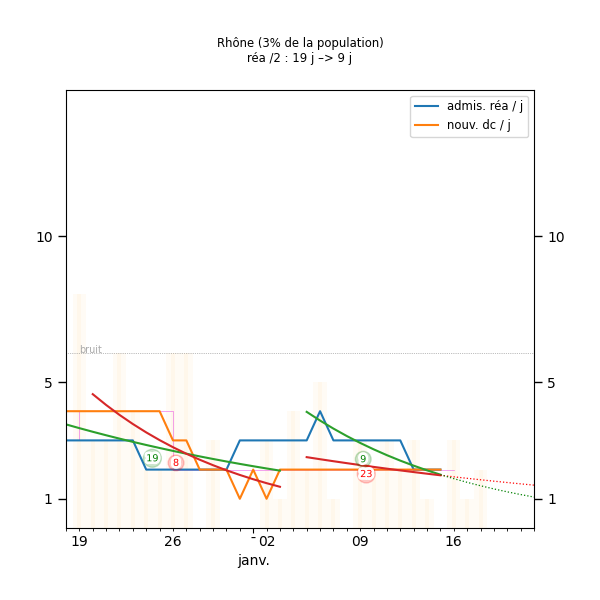 Rhône (3% de la population)
réa /2 : 19 j –> 9 j
admis. réa / j
nouv. dc / j
10
10
bruit
5
5
19
8
9
23
1
1
19
26
02
09
16
janv.